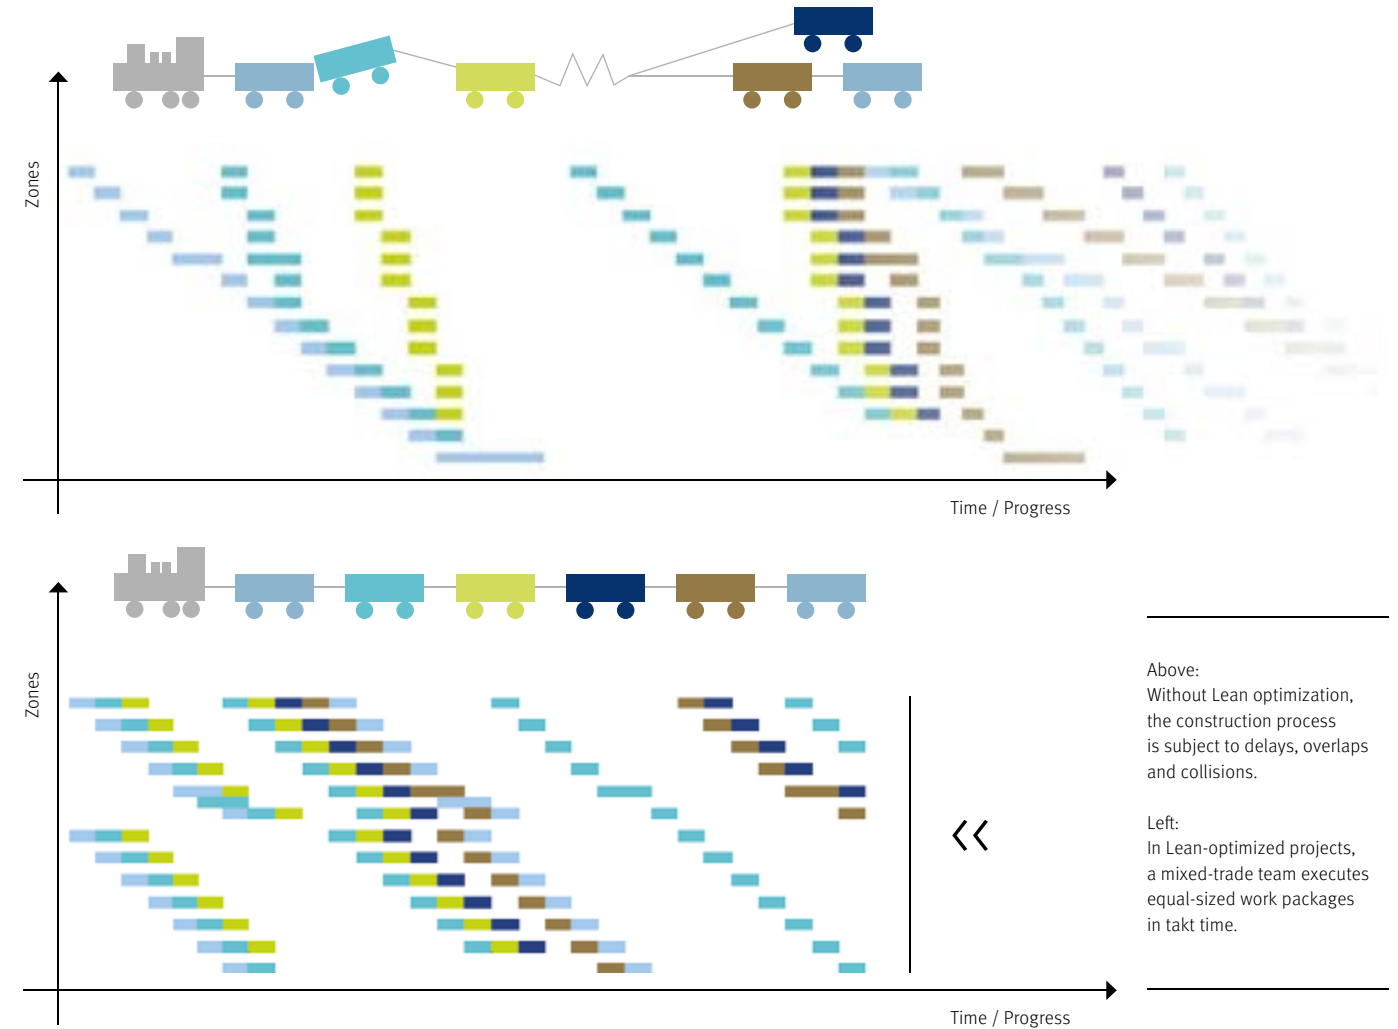 Zones
Time / Progress
Zones
Above:
Without Lean optimization,
the construction process
is subject to delays, overlaps
and collisions.
Left:
In Lean-optimized projects,
a mixed-trade team executes
equal-sized work packages
in takt time.
Time / Progress